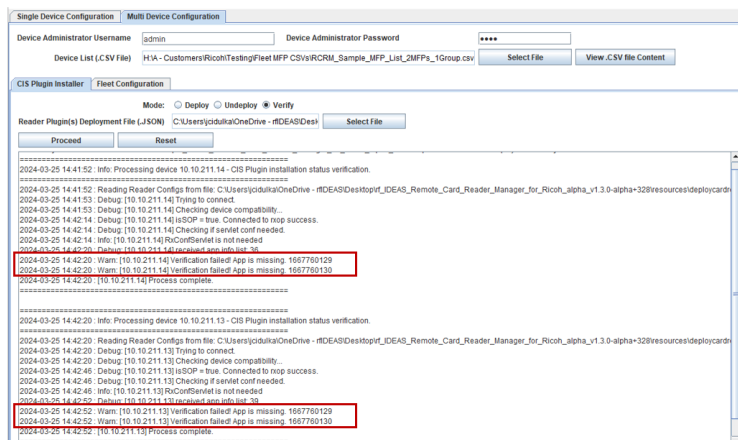 Single Device Configuration Multi Device Configuration
Device Administrator Username admin Device Administrator Password ••••
Device List (.CSV File) H:\A - Customers\Ricoh\Testing\Fleet MFP CSVs\RCRM_Sample_MFP_List_2MFPs_1Group.csv Select File View .CSV file Content
CIS Plugin Installer Fleet Configuration
Mode: Deploy Undeploy Verify
Reader Plugin(s) Deployment File (.JSON) C:\Users\jcidulka\OneDrive - rfIDEAS\Desk Select File
Proceed Reset
================================================================
2024-03-25 14:41:52 : Info: Processing device 10.10.211.14 - CIS Plugin installation status verification.
================================================================
2024-03-25 14:41:52 : Reading Reader Configs from file: C:\Users\jcidulka\OneDrive - rfIDEAS\Desktop\rf_IDEAS_Remote_Card_Reader_Manager_for_Ricoh_alpha_v1.3.0-alpha+328\resources\deploycardre
2024-03-25 14:41:53 : Debug: [10.10.211.14] Trying to connect.
2024-03-25 14:41:53 : Debug: [10.10.211.14] Checking device compatibility...
2024-03-25 14:42:14 : Debug: [10.10.211.14] isSOP = true. Connected to rxop success.
2024-03-25 14:42:14 : Debug: [10.10.211.14] Checking if servlet conf needed.
2024-03-25 14:42:14 : Info: [10.10.211.14] RxConfServlet is not needed
2024-03-25 14:42:20 : Debug: [10.10.211.14] received app info list: 36
2024-03-25 14:42:20 : Warn: [10.10.211.14] Verification failed! App is missing. 1667760129
2024-03-25 14:42:20 : Warn: [10.10.211.14] Verification failed! App is missing. 1667760130
2024-03-25 14:42:20 : [10.10.211.14] Process complete.
================================================================
================================================================
2024-03-25 14:42:20 : Info: Processing device 10.10.211.13 - CIS Plugin installation status verification.
================================================================
2024-03-25 14:42:20 : Reading Reader Configs from file: C:\Users\jcidulka\OneDrive - rfIDEAS\Desktop\rf_IDEAS_Remote_Card_Reader_Manager_for_Ricoh_alpha_v1.3.0-alpha+328\resources\deploycardre
2024-03-25 14:42:20 : Debug: [10.10.211.13] Trying to connect.
2024-03-25 14:42:20 : Debug: [10.10.211.13] Checking device compatibility...
2024-03-25 14:42:46 : Debug: [10.10.211.13] isSOP = true. Connected to rxop success.
2024-03-25 14:42:46 : Debug: [10.10.211.13] Checking if servlet conf needed.
2024-03-25 14:42:46 : Info: [10.10.211.13] RxConfServlet is not needed
2024-03-25 14:42:52 : Debug: [10.10.211.13] received app info list: 39
2024-03-25 14:42:52 : Warn: [10.10.211.13] Verification failed! App is missing. 1667760129
2024-03-25 14:42:52 : Warn: [10.10.211.13] Verification failed! App is missing. 1667760130
2024-03-25 14:42:52 : [10.10.211.13] Process complete.